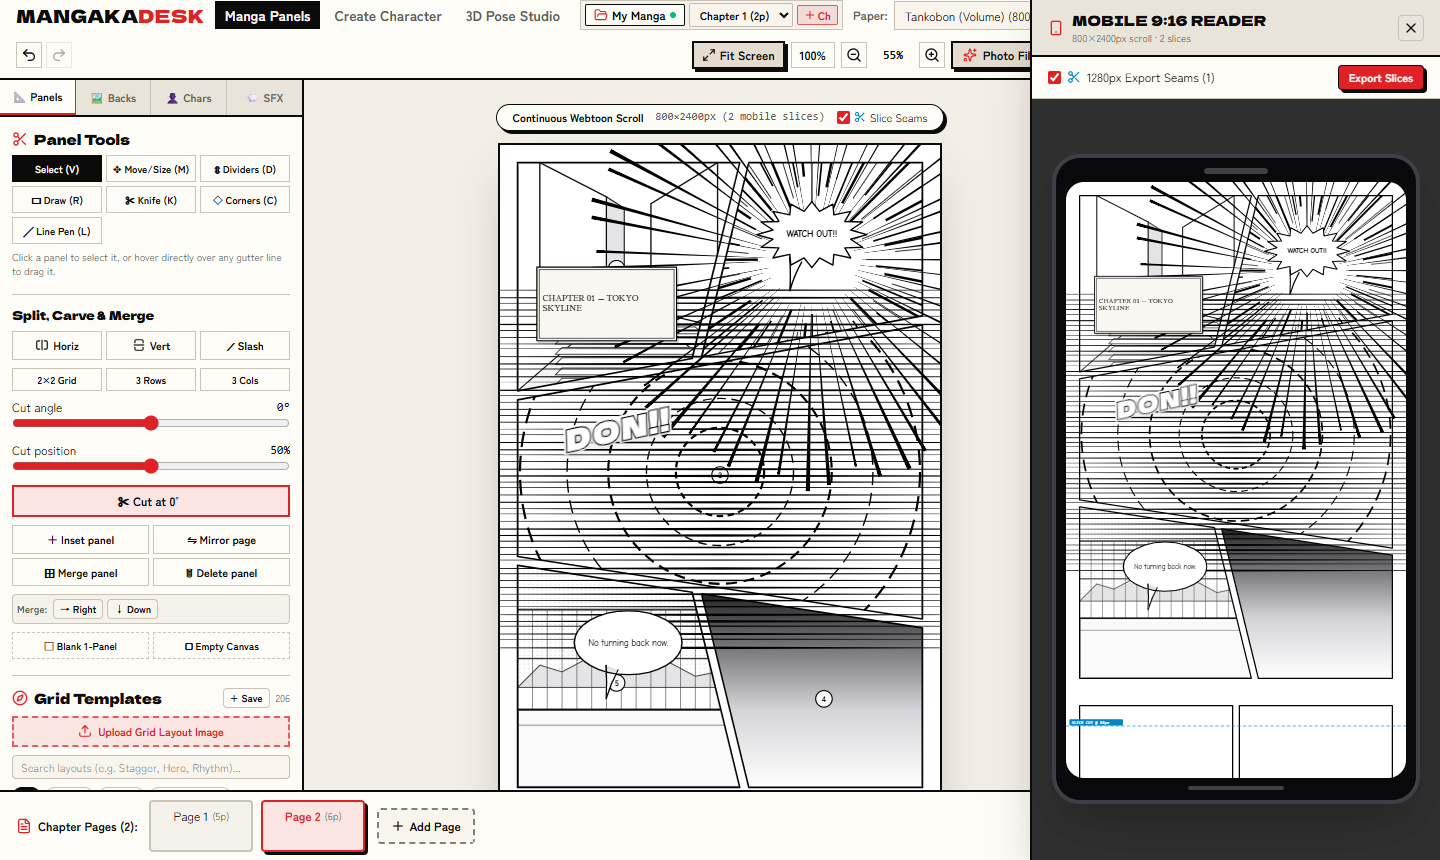 MANGAKADESK
Manga Panels
Create Character
3D Pose Studio
My Manga
Chapter 1 (2p)
+ Ch
Paper:
Tankobon (Volume) (800
Fit Screen
100%
55%
Photo Fil
MOBILE 9:16 READER
800×2400px scroll · 2 slices
1280px Export Seams (1)
Export Slices
Panels
Backs
Chars
SFX
Panel Tools
Select (V)
Move/Size (M)
Dividers (D)
Draw (R)
Knife (K)
Corners (C)
Line Pen (L)
Click a panel to select it, or hover directly over any gutter line
to drag it.
Split, Carve & Merge
Horiz
Vert
Slash
2×2 Grid
3 Rows
3 Cols
Cut angle
0°
Cut position
50%
Cut at 0°
Inset panel
Mirror page
Merge panel
Delete panel
Merge:
→ Right
↓ Down
Blank 1-Panel
Empty Canvas
Grid Templates
+ Save
206
Upload Grid Layout Image
Search layouts (e.g. Stagger, Hero, Rhythm)...
Continuous Webtoon Scroll
800×2400px (2 mobile slices)
Slice Seams
WATCH OUT!!
CHAPTER 01 — TOKYO
SKYLINE
DON!!
3
No turning back now.
5
4
WATCH OUT!!
CHAPTER 01 — TOKYO
SKYLINE
DON!!
No turning back now.
Chapter Pages (2):
Page 1 (5p)
Page 2 (6p)
+ Add Page